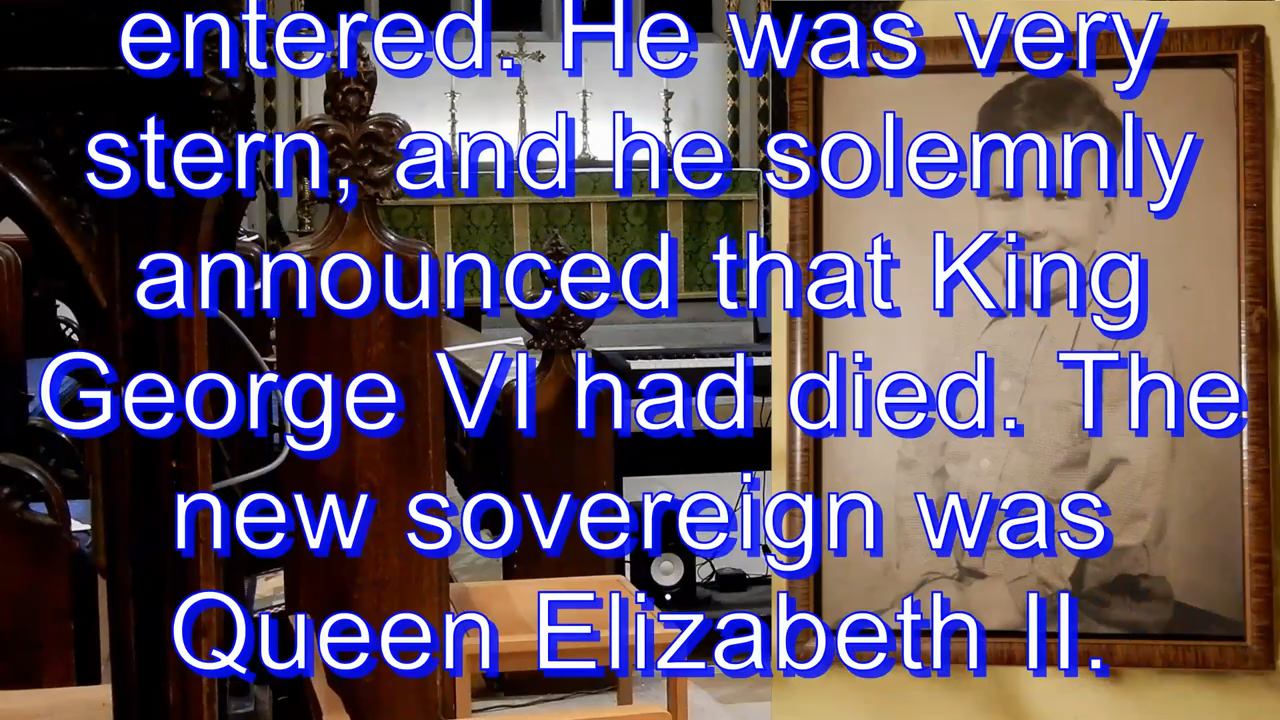 entered. He was very
stern, and he solemnly
announced that King
George VI had died. The
new sovereign was
Queen Elizabeth II.